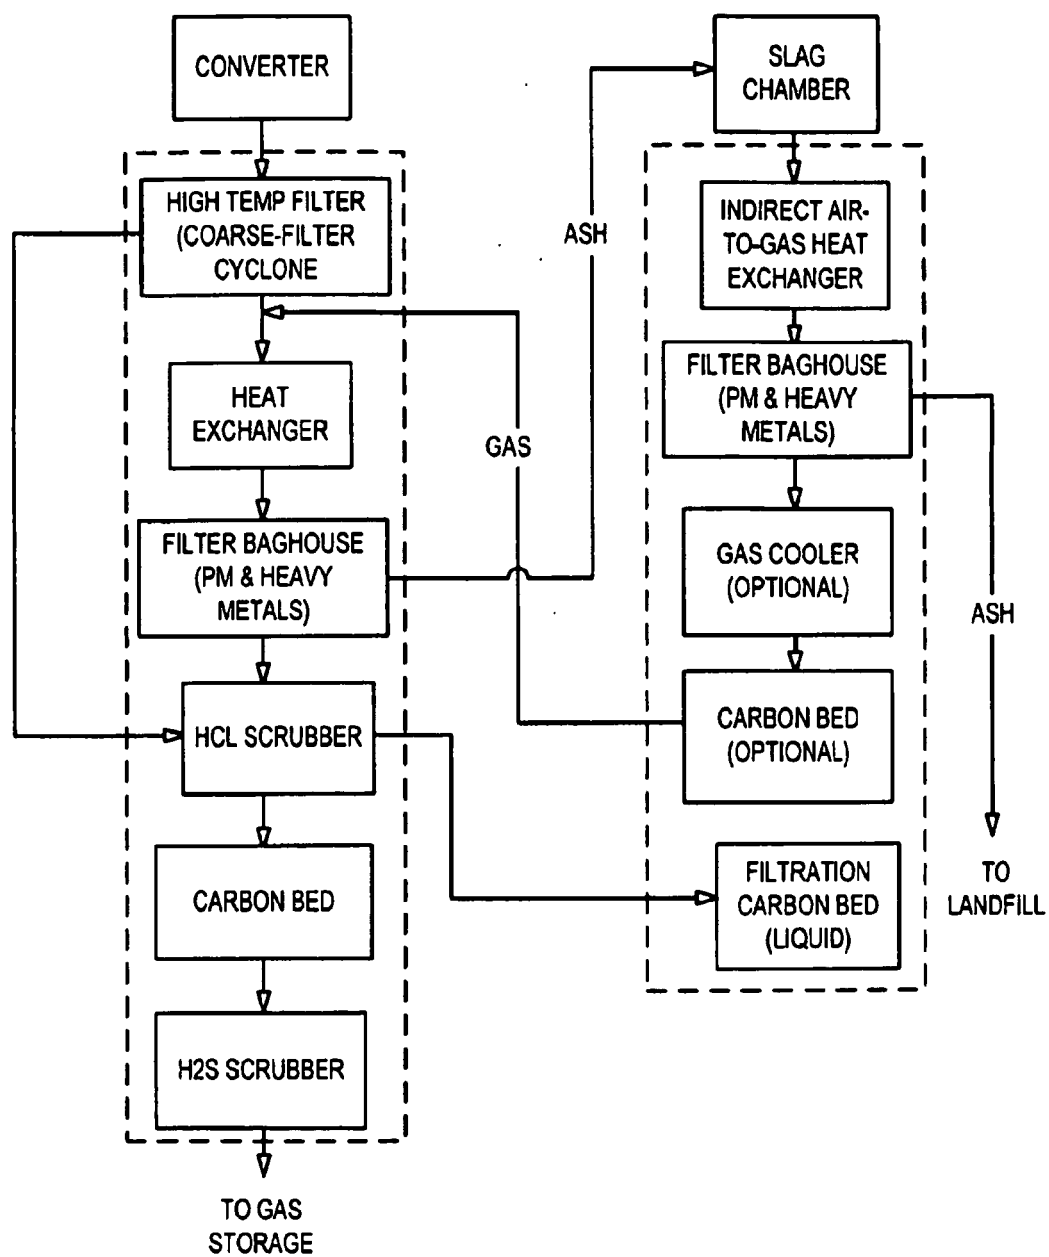 CONVERTER
HIGH TEMP FILTER
(COARSE-FILTER
CYCLONE
HEAT
EXCHANGER
FILTER BAGHOUSE
(PM & HEAVY
METALS)
HCL SCRUBBER
CARBON BED
H2S SCRUBBER
TO GAS
STORAGE
ASH
GAS
SLAG
CHAMBER
INDIRECT AIR-
TO-GAS HEAT
EXCHANGER
FILTER BAGHOUSE
(PM & HEAVY
METALS)
GAS COOLER
(OPTIONAL)
CARBON BED
(OPTIONAL)
FILTRATION
CARBON BED
(LIQUID)
ASH
TO
LANDFILL